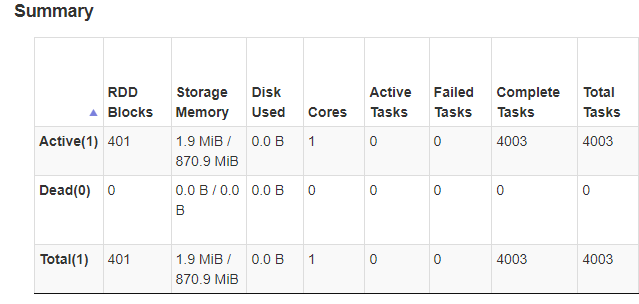 Summary
RDD Blocks Storage Memory Disk Used Cores Active Tasks Failed Tasks Complete Tasks Total Tasks
Active(1) 401 1.9 MiB / 870.9 MiB 0.0 B 1 0 0 4003 4003
Dead(0) 0 0.0 B / 0.0 B 0.0 B 0 0 0 0 0
Total(1) 401 1.9 MiB / 870.9 MiB 0.0 B 1 0 0 4003 4003